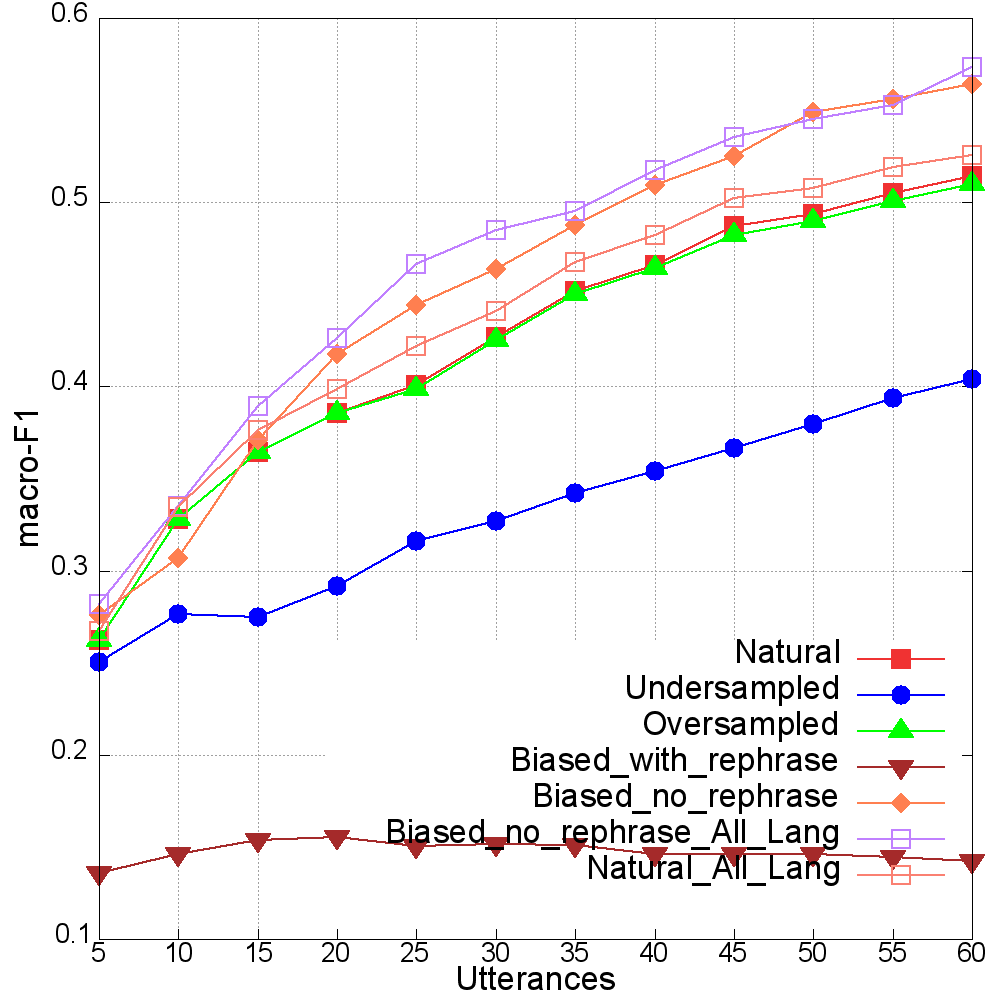 0.6
0.5
0.4
0.3
0.2
0.1
macro-F1
Natural
Undersampled
Oversampled
Biased_with_rephrase
Biased_no_rephrase
Biased_no_rephrase_All_Lang
Natural_All_Lang
5 10 15 20 25 30 35 40 45 50 55 60
Utterances